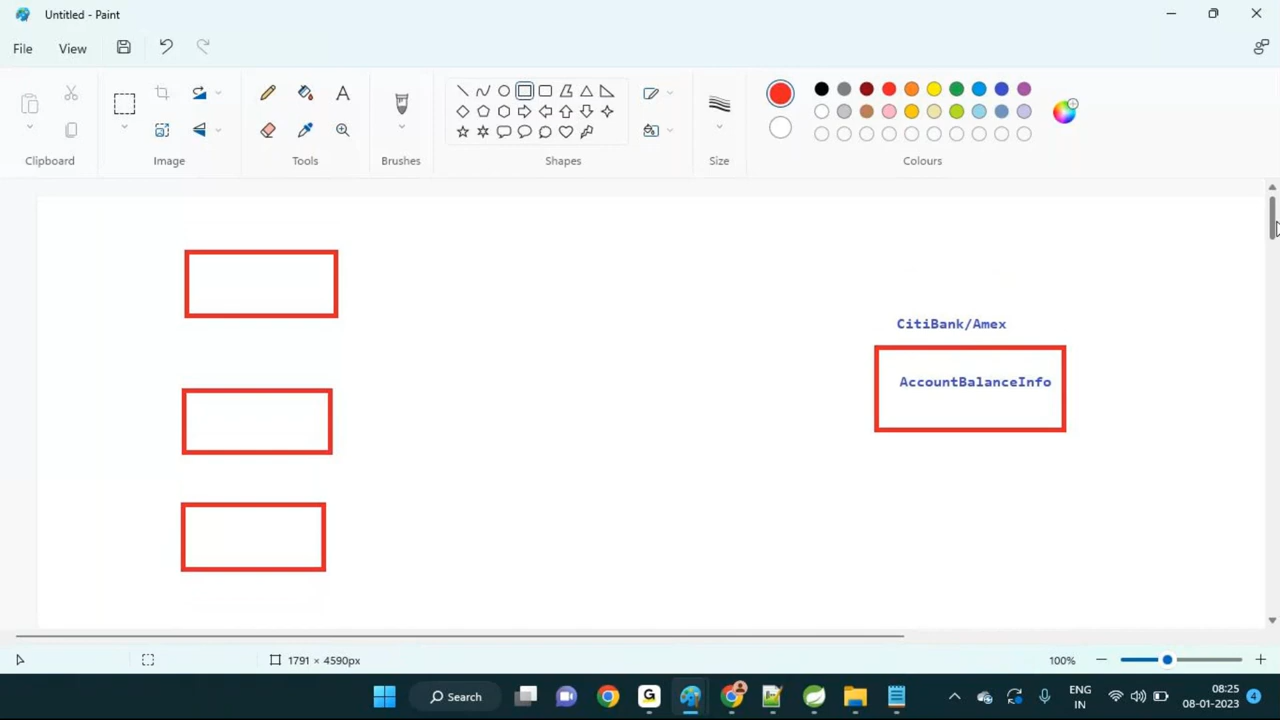 Untitled - Paint
File View
Clipboard
Image
Tools
Brushes
Shapes
Size
Colours
CitiBank/Amex
AccountBalanceInfo
1791 × 4590px
100%
Search
ENG
IN
08:25
08-01-2023
4